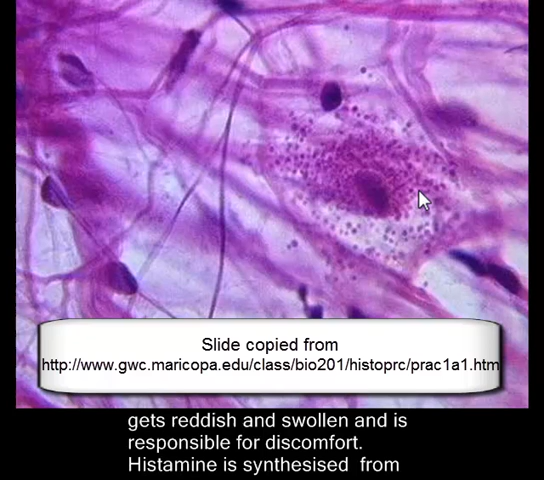 Slide copied from
http://www.gwc.maricopa.edu/class/bio201/histoprc/prac1a1.htm
gets reddish and swollen and is
responsible for discomfort.
Histamine is synthesised  from